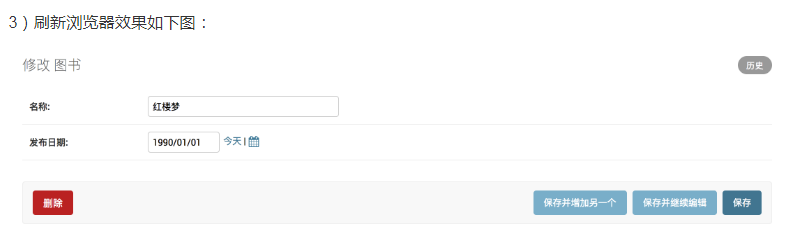 3）刷新浏览器效果如下图：
修改 图书
历史
名称:
红楼梦
发布日期:
1990/01/01
今天 |
删除
保存并增加另一个
保存并继续编辑
保存